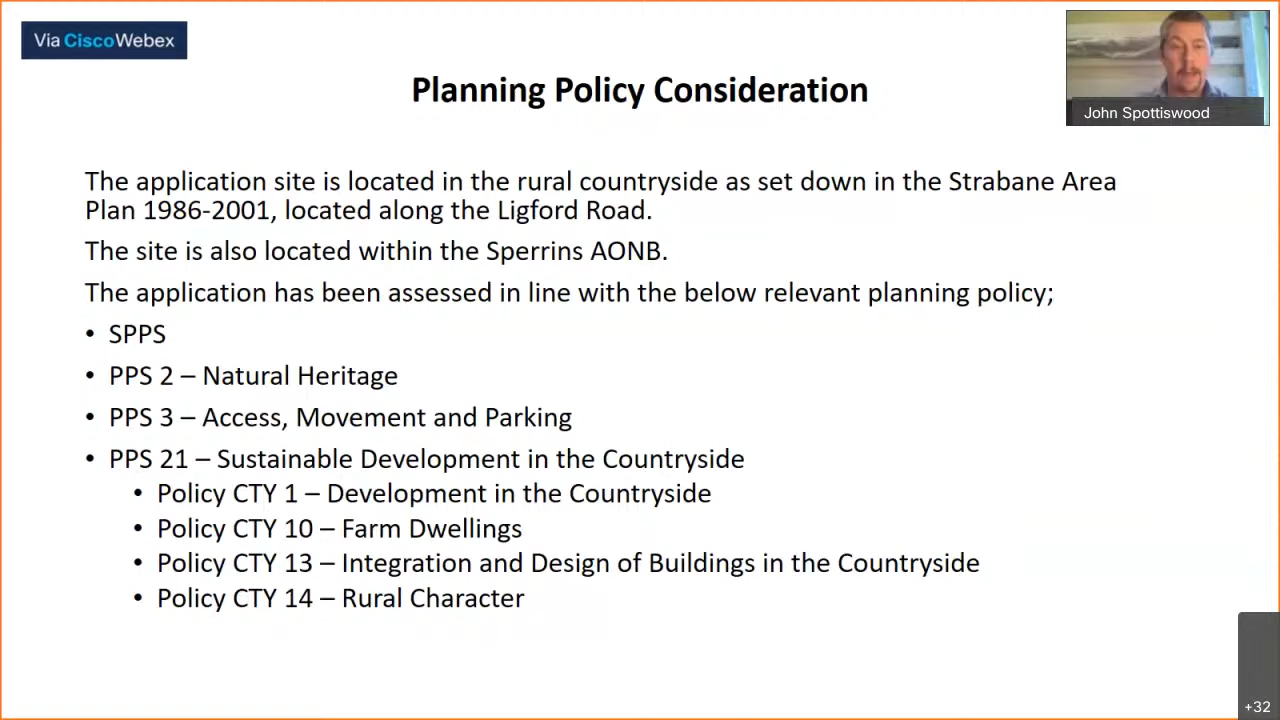 Via CiscoWebex
Planning Policy Consideration
John Spottiswood
The application site is located in the rural countryside as set down in the Strabane Area
Plan 1986-2001, located along the Ligford Road.
The site is also located within the Sperrins AONB.
The application has been assessed in line with the below relevant planning policy;
• SPPS
• PPS 2 – Natural Heritage
• PPS 3 – Access, Movement and Parking
• PPS 21 – Sustainable Development in the Countryside
• Policy CTY 1 – Development in the Countryside
• Policy CTY 10 – Farm Dwellings
• Policy CTY 13 – Integration and Design of Buildings in the Countryside
• Policy CTY 14 – Rural Character
+32